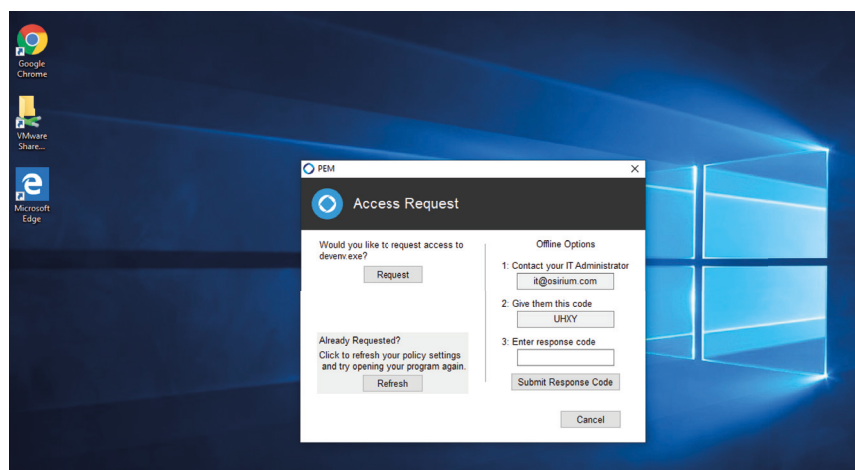 Google
Chrome
VMware
Share...
Microsoft
Edge
PEM
Access Request
Would you like to request access to
devenv.exe?
Request
Already Requested?
Click to refresh your policy settings
and try opening your program again.
Refresh
Offline Options
1: Contact your IT Administrator
it@osirium.com
2: Give them this code
UHXY
3: Enter response code
Submit Response Code
Cancel